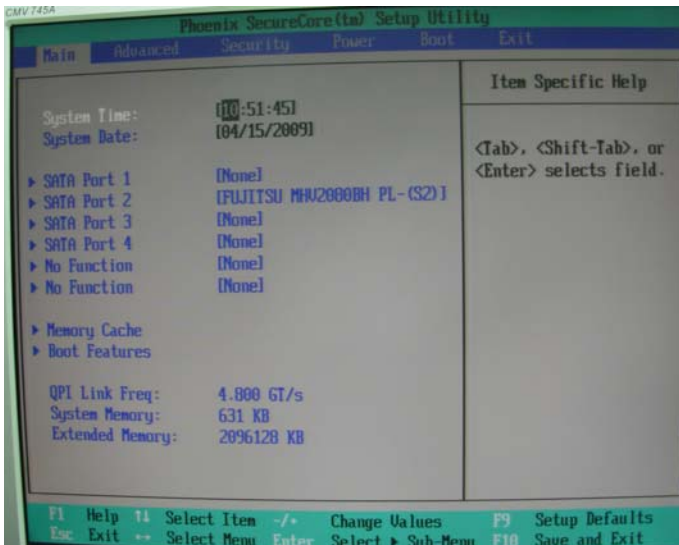 CMV 745A
Phoenix SecureCore(tm) Setup Utility
Main Advanced Security Power Boot Exit
Item Specific Help
System Time: [10:51:45]
System Date: [04/15/2009]
<Tab>, <Shift-Tab>, or
<Enter> selects field.
▶ SATA Port 1 [None]
▶ SATA Port 2 [FUJITSU MHV2080BH PL-(S2)]
▶ SATA Port 3 [None]
▶ SATA Port 4 [None]
▶ No Function [None]
▶ No Function [None]
▶ Memory Cache
▶ Boot Features
QPI Link Freq: 4.800 GT/s
System Memory: 631 KB
Extended Memory: 2096128 KB
F1 Help ↑↓ Select Item -/+ Change Values F9 Setup Defaults
Esc Exit ↔ Select Menu Enter Select ▶ Sub-Menu F10 Save and Exit